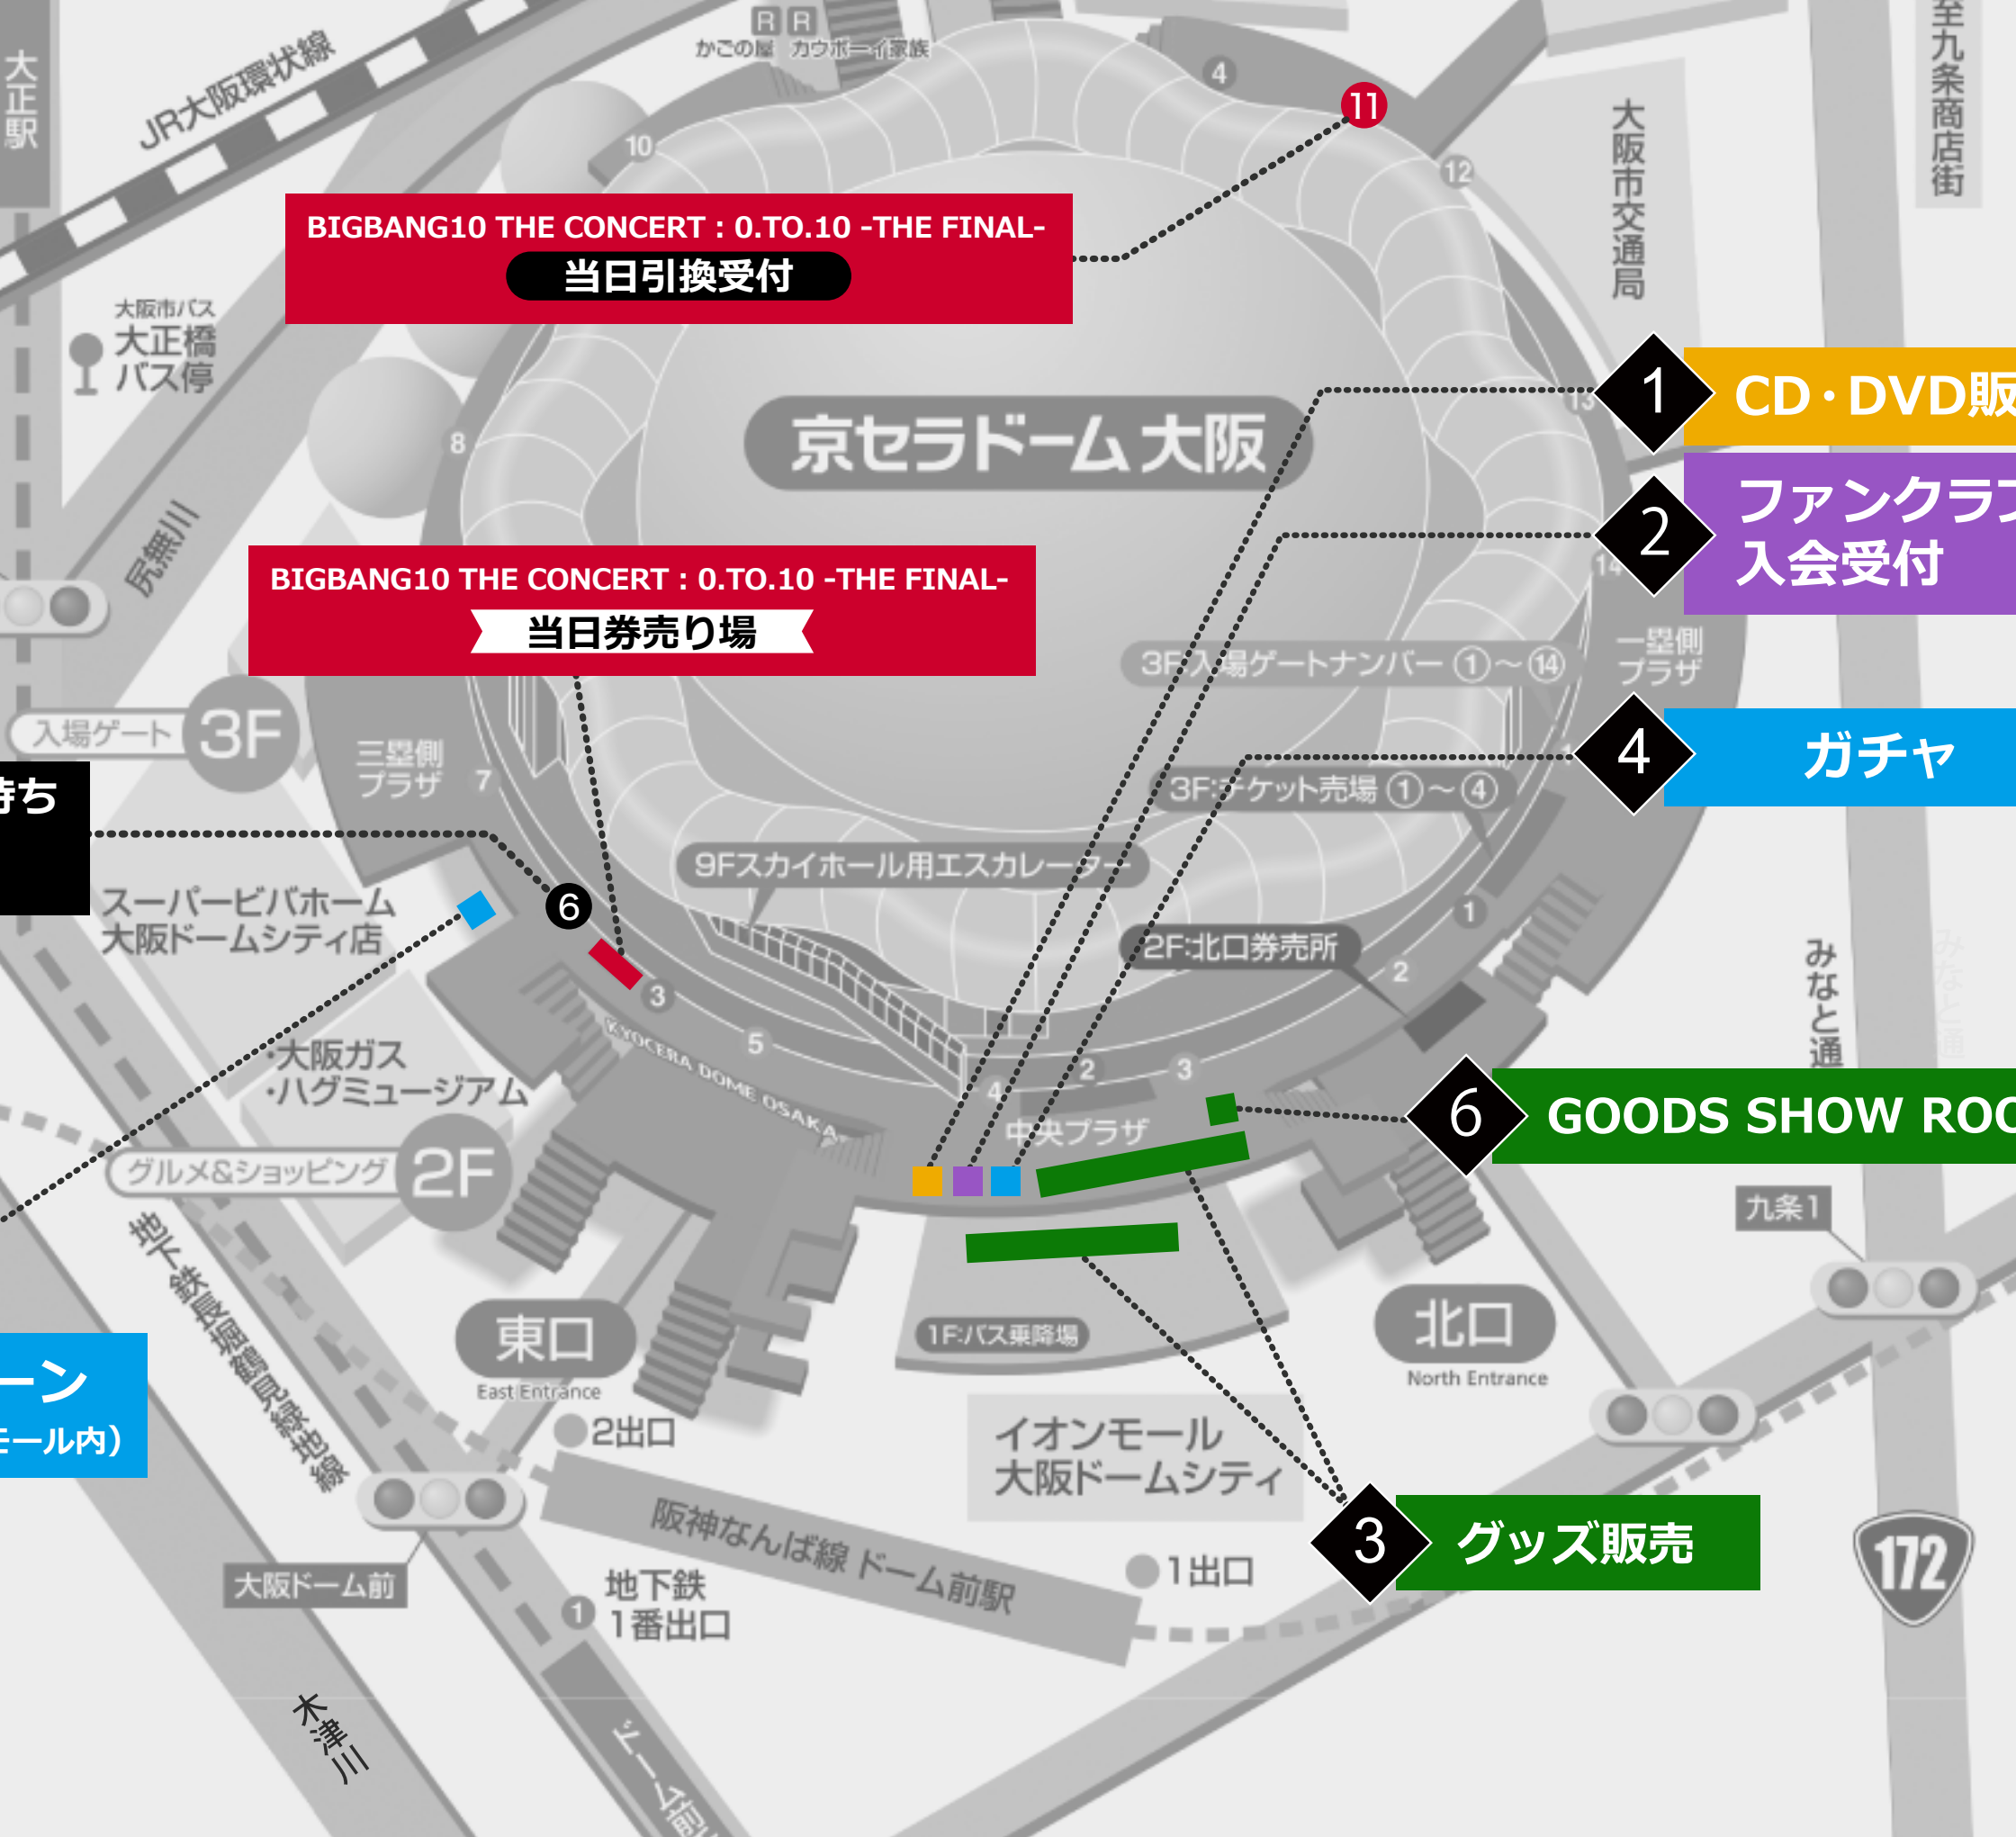 R R
かごの屋 カウボーイ家族
大正駅
JR大阪環状線
至九条商店街
4
11
10
12
大阪市交通局
BIGBANG10 THE CONCERT : 0.TO.10 -THE FINAL-
当日引換受付
大阪市バス
大正橋
バス停
京セラドーム 大阪
8
13
1
CD・DVD販
2
ファンクラブ
入会受付
14
尻無川
BIGBANG10 THE CONCERT : 0.TO.10 -THE FINAL-
当日券売り場
3F:入場ゲートナンバー ①〜⑭
一塁側
プラザ
入場ゲート 3F
三塁側
プラザ
7
4
ガチャ
3F:チケット売場 ①〜④
持ち
9Fスカイホール用エスカレーター
スーパービバホーム
大阪ドームシティ店
6
1
2F:北口券売所
2
3
5
KYOCERA DOME OSAKA
みなと通
・大阪ガス
・ハグミュージアム
4
2
3
中央プラザ
6
GOODS SHOW ROO
グルメ&ショッピング 2F
九条1
地下鉄長堀鶴見緑地線
東口
East Entrance
1F:バス乗降場
北口
North Entrance
ーン
モール内）
2出口
イオンモール
大阪ドームシティ
阪神なんば線 ドーム前駅
3
グッズ販売
172
大阪ドーム前
1
地下鉄
1番出口
1出口
木津川
ドーム前